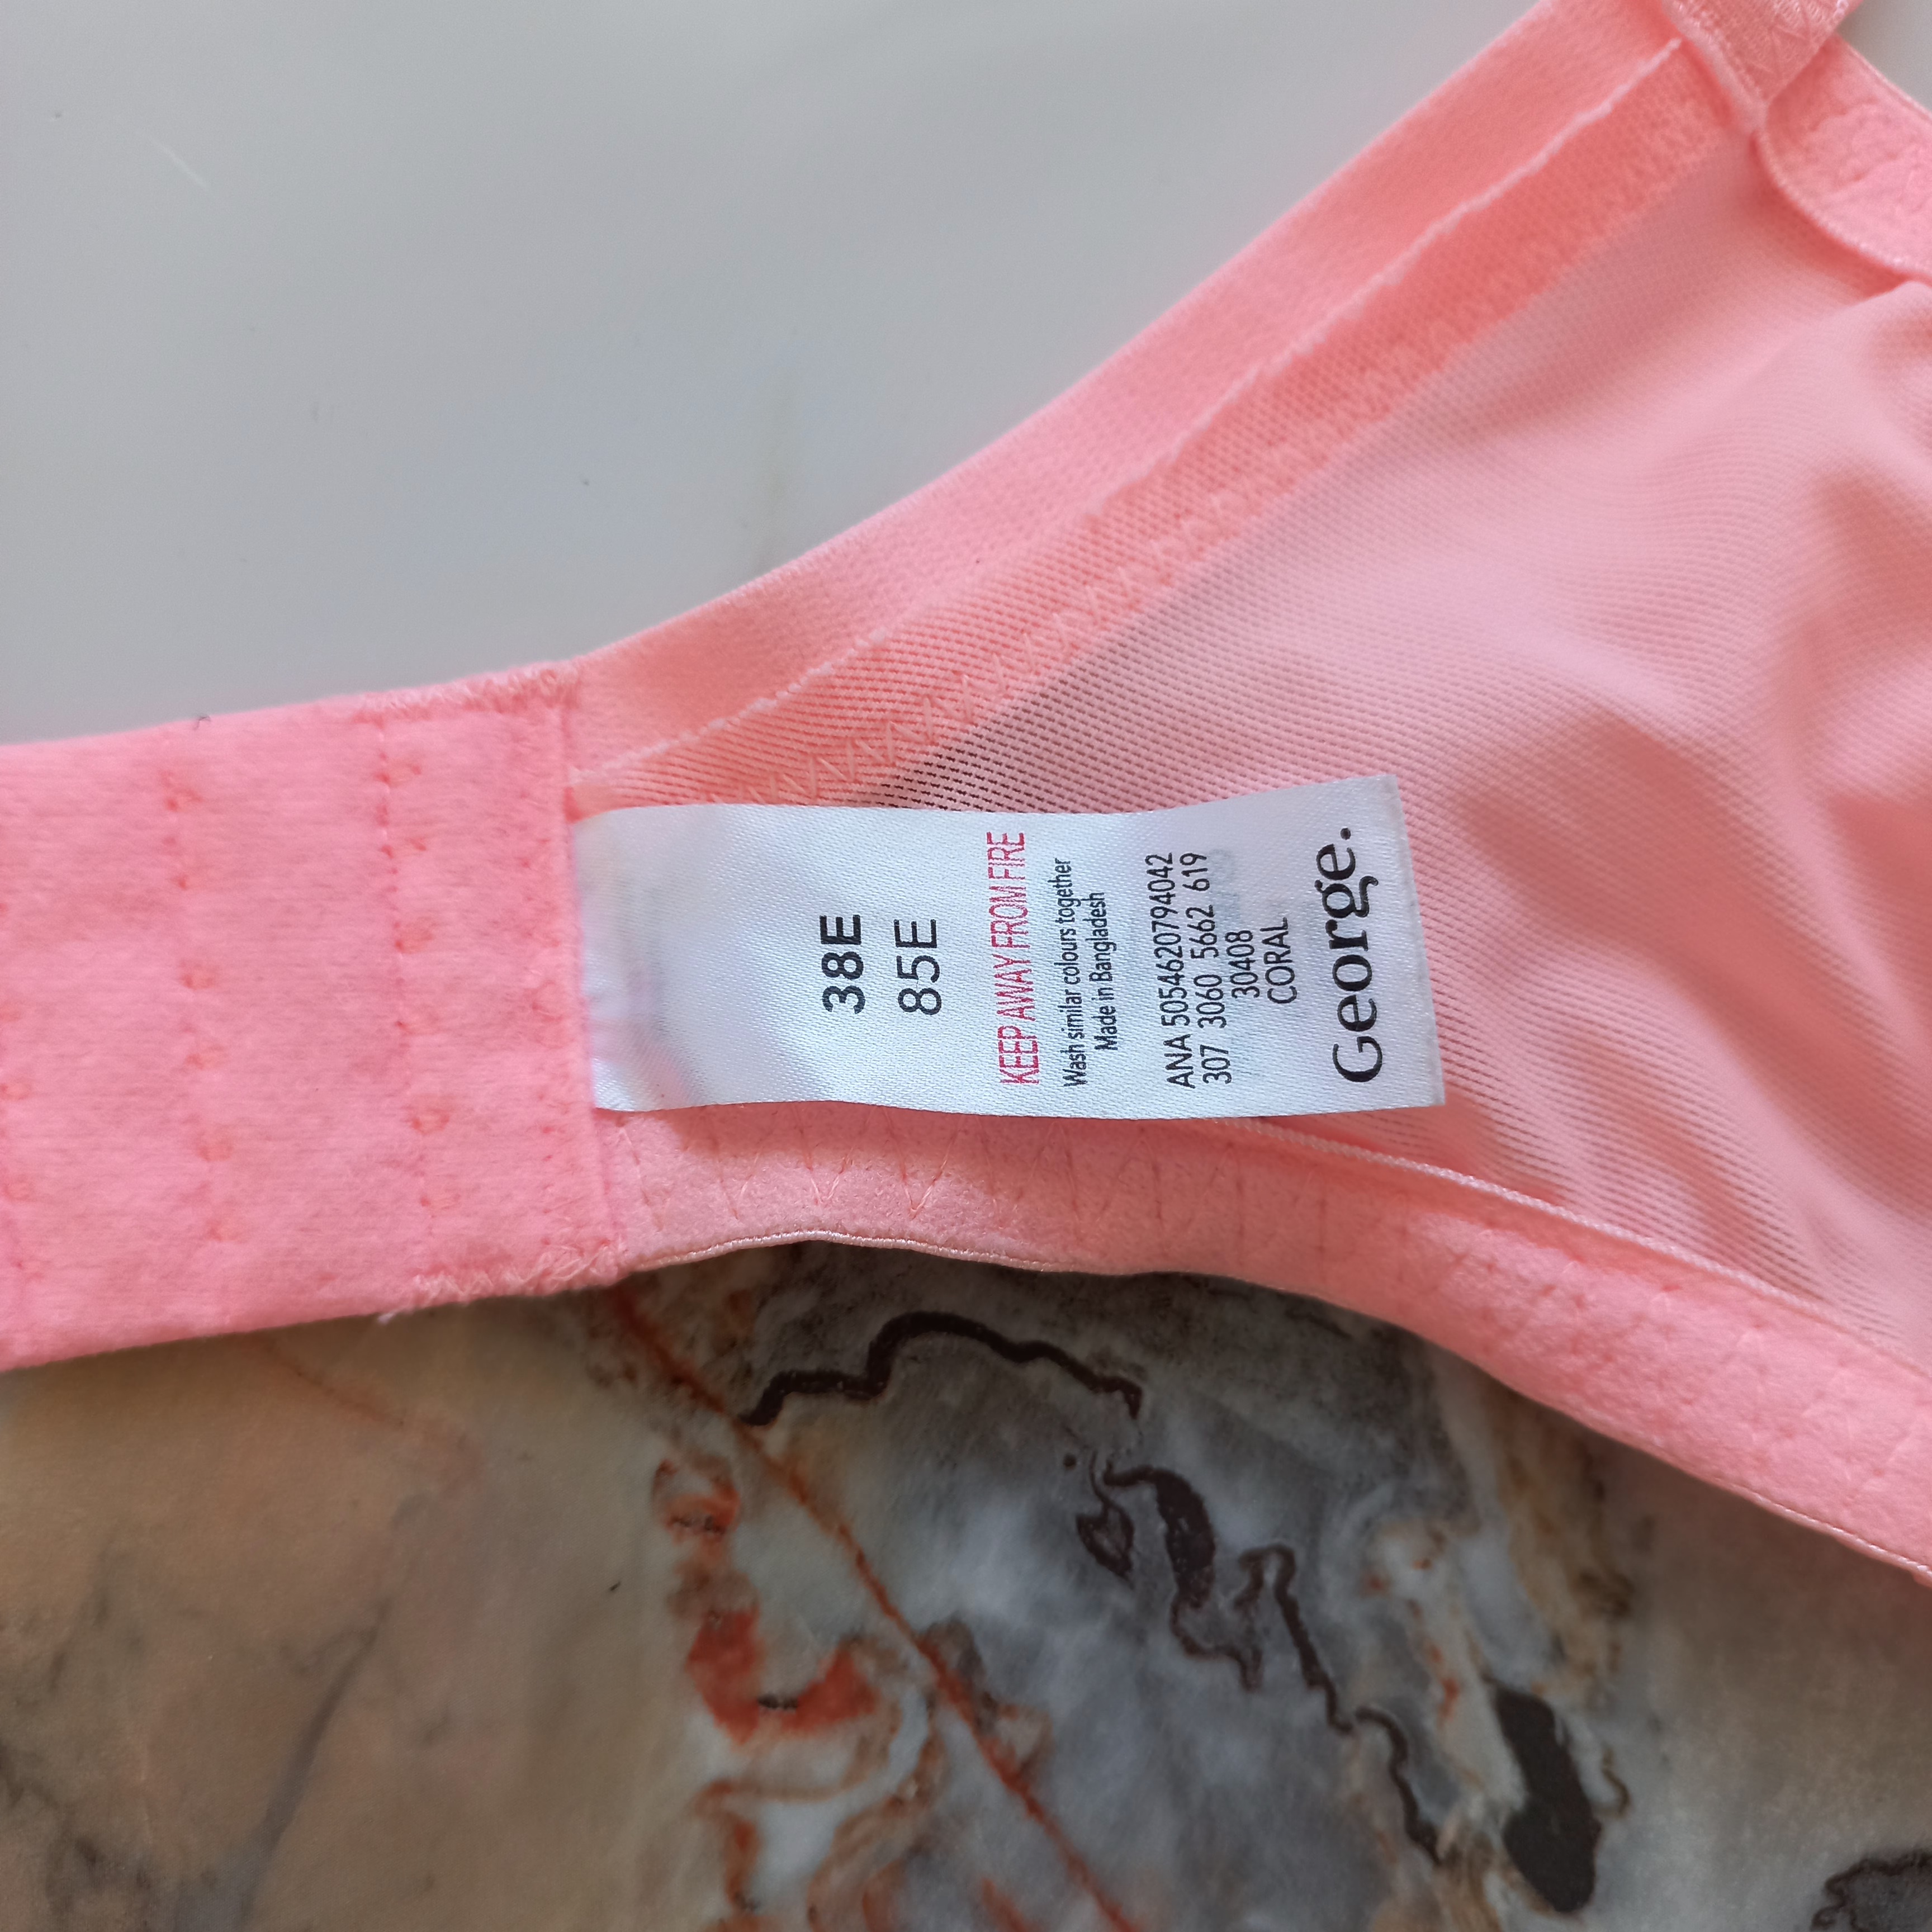 38E
85E
KEEP AWAY FROM FIRE
Wash similar colours together
Made in Bangladesh
ANA 5054620794042
307 3060 5662 619
30408
CORAL
George.